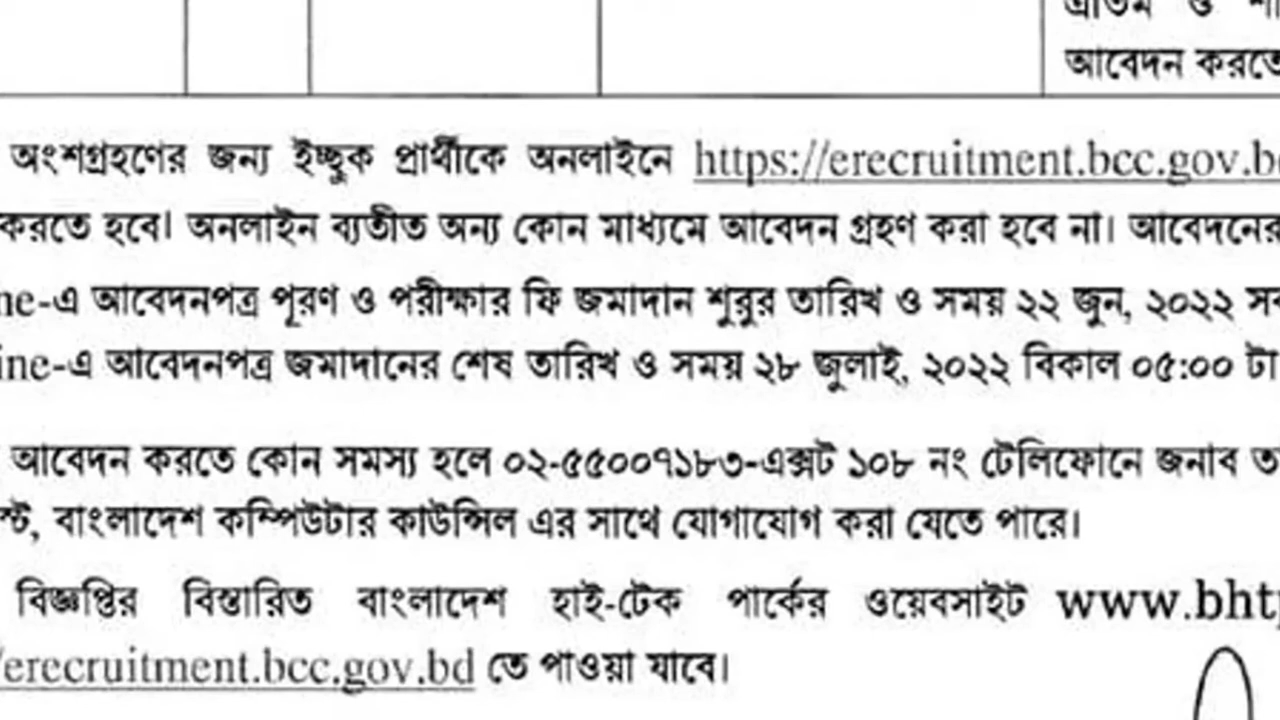 আবেদন করতে
অংশগ্রহণের জন্য ইচ্ছুক প্রার্থীকে অনলাইনে https://erecruitment.bcc.gov.b
করতে হবে। অনলাইন ব্যতীত অন্য কোন মাধ্যমে আবেদন গ্রহণ করা হবে না। আবেদনের
ne-এ আবেদনপত্র পূরণ ও পরীক্ষার ফি জমাদান শুরুর তারিখ ও সময় ২২ জুন, ২০২২
ine-এ আবেদনপত্র জমাদানের শেষ তারিখ ও সময় ২৮ জুলাই, ২০২২ বিকাল ০৫:০০ টা
আবেদন করতে কোন সমস্য হলে ০২-৫৫০০৭১৮৩-এক্সট ১০৮ নং টেলিফোনে জনাব
স্ট, বাংলাদেশ কম্পিউটার কাউন্সিল এর সাথে যোগাযোগ করা যেতে পারে।
বিজ্ঞপ্তির বিস্তারিত বাংলাদেশ হাই-টেক পার্কের ওয়েবসাইট www.bht
/erecruitment.bcc.gov.bd তে পাওয়া যাবে।